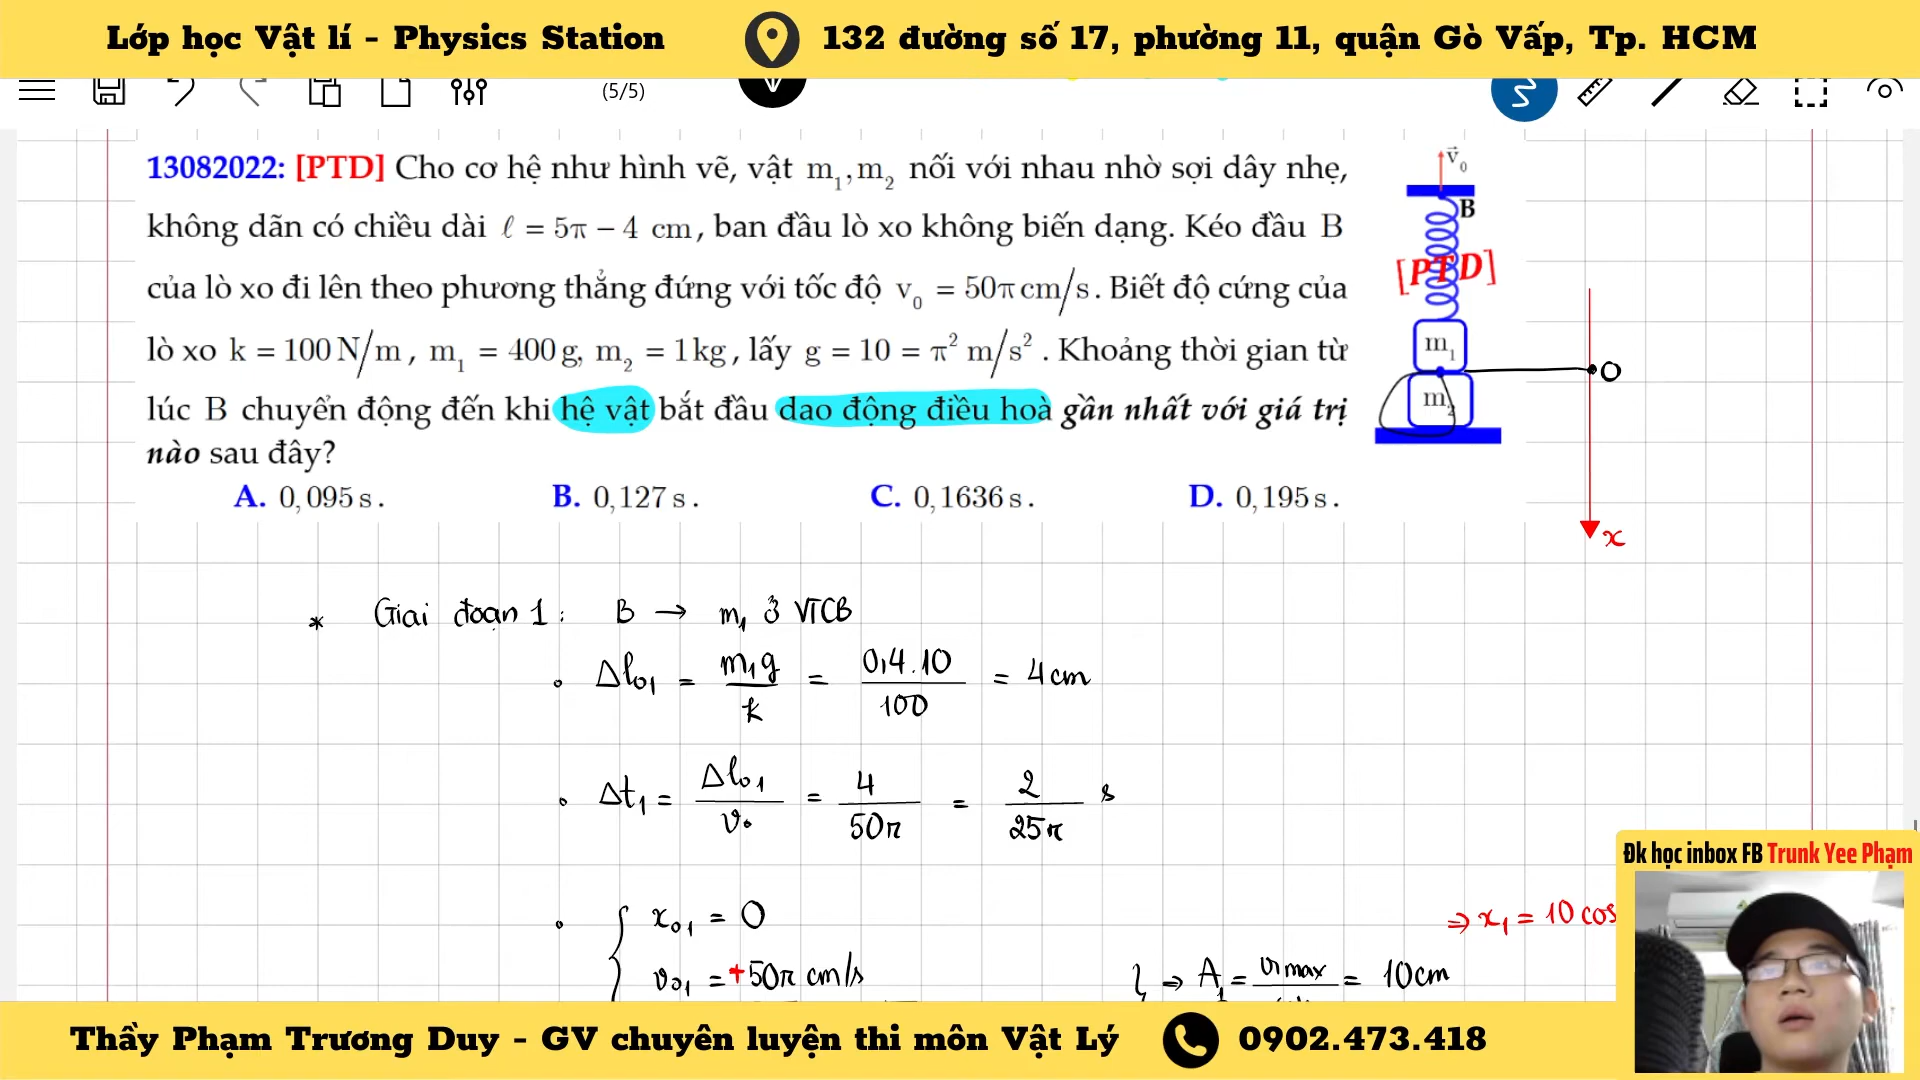 Lớp học Vật lí - Physics Station 132 đường số 17, phường 11, quận Gò Vấp, Tp. HCM
(5/5)
13082022: [PTD] Cho cơ hệ như hình vẽ, vật m₁, m₂ nối với nhau nhờ sợi dây nhẹ,
không dãn có chiều dài ℓ = 5π − 4 cm, ban đầu lò xo không biến dạng. Kéo đầu B
của lò xo đi lên theo phương thẳng đứng với tốc độ v₀ = 50π cm/s. Biết độ cứng của
lò xo k = 100 N/m, m₁ = 400 g, m₂ = 1 kg, lấy g = 10 = π² m/s². Khoảng thời gian từ
lúc B chuyển động đến khi hệ vật bắt đầu dao động điều hoà gần nhất với giá trị
nào sau đây?
A. 0,095 s. B. 0,127 s. C. 0,1636 s. D. 0,195 s.
v⃗₀
B
[PTD]
m₁
O
m₂
x
* Giai đoạn 1: B → m₁ ở VTCB
• Δl₀₁ = m₁g/k = 0,4.10/100 = 4cm
• Δt₁ = Δl₀₁/v₀ = 4/50π = 2/25π s
• { x₀₁ = 0
v₀₁ = +50π cm/s
} ⇒ A₁ = v₁max = 10cm
⇒ x₁ = 10 cos
Đk học inbox FB Trunk Yee Phạm
Thầy Phạm Trương Duy - GV chuyên luyện thi môn Vật Lý 0902.473.418